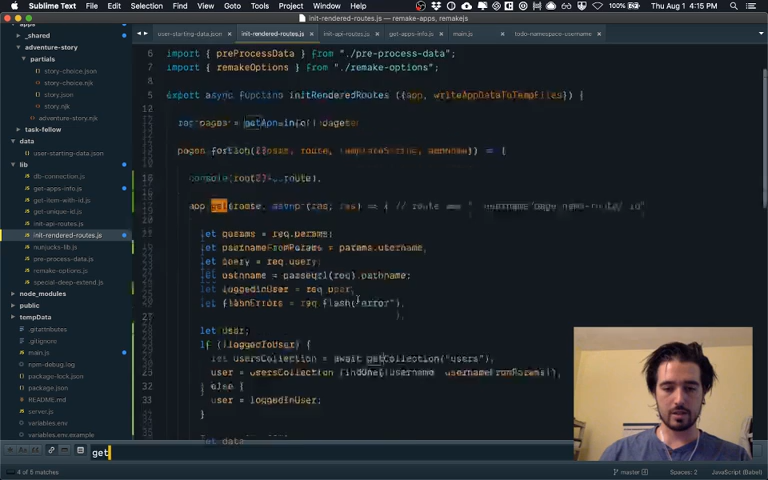 Sublime Text File Edit Selection Find View Goto Tools Project Window Help 100% Thu Aug 1 4:15 PM
init-rendered-routes.js — remake-apps, remakejs
user-starting-data.json init-rendered-routes.js init-api-routes.js get-apps-info.js main.js todo-namespace-username
apps
_shared
adventure-story
partials
story-choice.json
story-choice.njk
story.json
story.njk
adventure-story.njk
task-fellow
data
user-starting-data.json
lib
db-connection.js
get-apps-info.js
get-item-with-id.js
get-unique-id.js
init-api-routes.js
init-rendered-routes.js
nunjucks-lib.js
pre-process-data.js
remake-options.js
special-deep-extend.js
node_modules
public
tempData
.gitattributes
.gitignore
main.js
npm-debug.log
package-lock.json
package.json
README.md
server.js
variables.env
variables.env
6 import { preProcessData } from "./pre-process-data";
7 import { remakeOptions } from "./remake-options";
export async function initRenderedRoutes ({app, writeAppDataToTempFiles}) {
let params = req.params;
let usernameFromParams = params.username;
let query = req.query;
let pathname = parseUrl(req).pathname;
let loggedInUser = req.user;
let flashErrors = req.flash("error");
let user;
let usersCollection = await getCollection("users");
32 } else {
33 user = loggedInUser;
}
let data
get
4 of 5 matches master Spaces: 2 JavaScript (Babel)